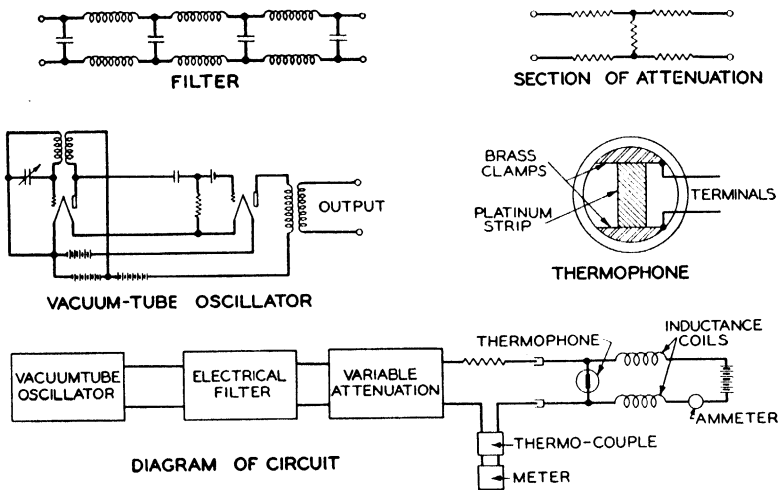 FILTER
SECTION OF ATTENUATION
OUTPUT
VACUUM-TUBE OSCILLATOR
BRASS
CLAMPS
PLATINUM
STRIP
TERMINALS
THERMOPHONE
VACUUMTUBE
OSCILLATOR
ELECTRICAL
FILTER
VARIABLE
ATTENUATION
THERMOPHONE
INDUCTANCE
COILS
AMMETER
THERMO-COUPLE
METER
DIAGRAM OF CIRCUIT